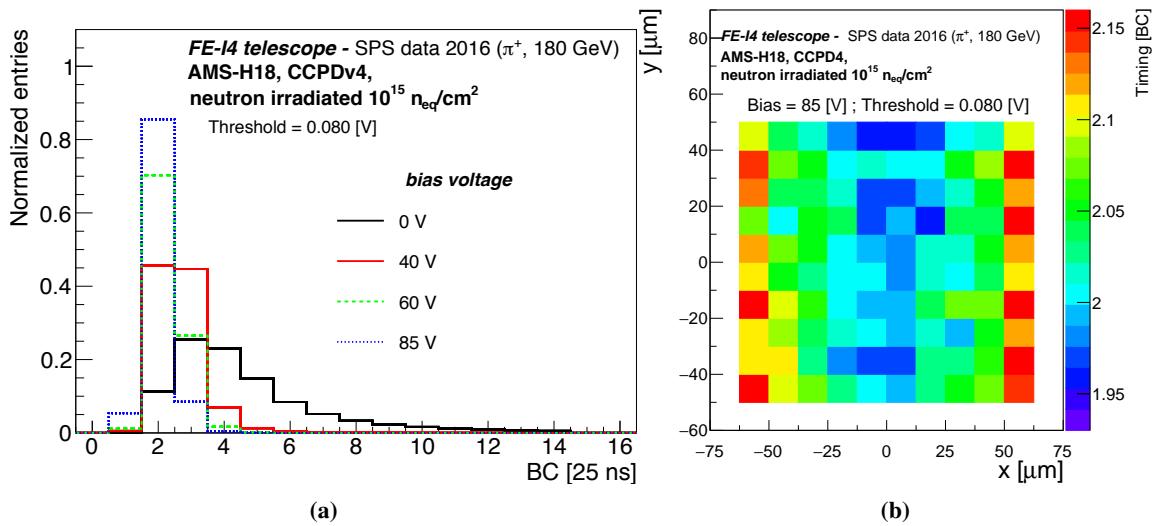 FE-I4 telescope - SPS data 2016 (π⁺, 180 GeV)
AMS-H18, CCPDv4,
neutron irradiated 10¹⁵ n_eq/cm²
Threshold = 0.080 [V]
bias voltage
0 V
40 V
60 V
85 V
Normalized entries
1
0.8
0.6
0.4
0.2
0
0 2 4 6 8 10 12 14 16
BC [25 ns]
(a)
y [μm]
80
60
40
20
0
−20
−40
−60
FE-I4 telescope - SPS data 2016 (π⁺, 180 GeV)
AMS-H18, CCPD4,
neutron irradiated 10¹⁵ n_eq/cm²
Bias = 85 [V] ; Threshold = 0.080 [V]
−75 −50 −25 0 25 50 75
x [μm]
Timing [BC]
2.15
2.1
2.05
2
1.95
(b)